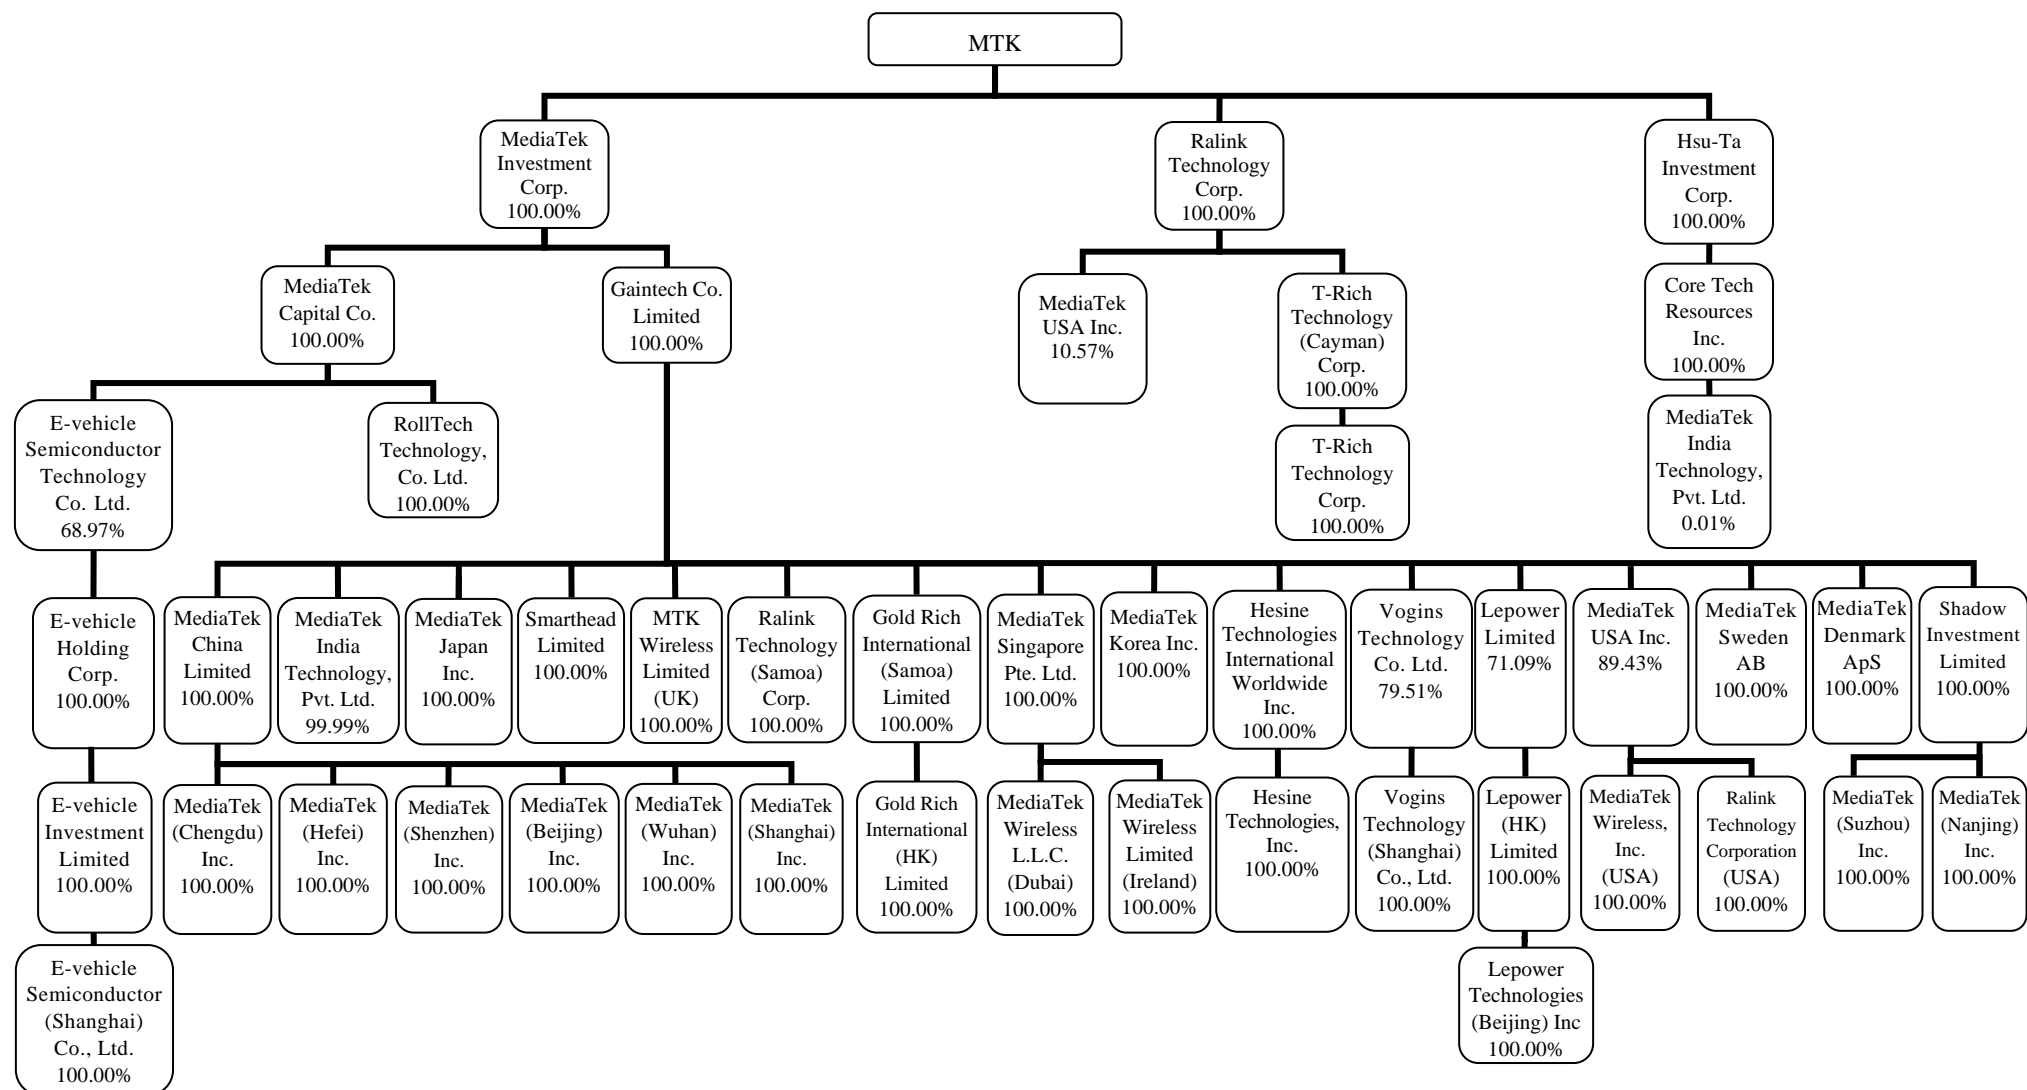 MTK
MediaTek
Investment
Corp.
100.00%
Ralink
Technology
Corp.
100.00%
Hsu-Ta
Investment
Corp.
100.00%
MediaTek
Capital Co.
100.00%
Gaintech Co.
Limited
100.00%
MediaTek
USA Inc.
10.57%
T-Rich
Technology
(Cayman)
Corp.
100.00%
Core Tech
Resources
Inc.
100.00%
E-vehicle
Semiconductor
Technology
Co. Ltd.
68.97%
RollTech
Technology,
Co. Ltd.
100.00%
T-Rich
Technology
Corp.
100.00%
MediaTek
India
Technology,
Pvt. Ltd.
0.01%
E-vehicle
Holding
Corp.
100.00%
MediaTek
China
Limited
100.00%
MediaTek
India
Technology,
Pvt. Ltd.
99.99%
MediaTek
Japan
Inc.
100.00%
Smarthead
Limited
100.00%
MTK
Wireless
Limited
(UK)
100.00%
Ralink
Technology
(Samoa)
Corp.
100.00%
Gold Rich
International
(Samoa)
Limited
100.00%
MediaTek
Singapore
Pte. Ltd.
100.00%
MediaTek
Korea Inc.
100.00%
Hesine
Technologies
International
Worldwide
Inc.
100.00%
Vogins
Technology
Co. Ltd.
79.51%
Lepower
Limited
71.09%
MediaTek
USA Inc.
89.43%
MediaTek
Sweden
AB
100.00%
MediaTek
Denmark
ApS
100.00%
Shadow
Investment
Limited
100.00%
E-vehicle
Investment
Limited
100.00%
MediaTek
(Chengdu)
Inc.
100.00%
MediaTek
(Hefei)
Inc.
100.00%
MediaTek
(Shenzhen)
Inc.
100.00%
MediaTek
(Beijing)
Inc.
100.00%
MediaTek
(Wuhan)
Inc.
100.00%
MediaTek
(Shanghai)
Inc.
100.00%
Gold Rich
International
(HK)
Limited
100.00%
MediaTek
Wireless
L.L.C.
(Dubai)
100.00%
MediaTek
Wireless
Limited
(Ireland)
100.00%
Hesine
Technologies,
Inc.
100.00%
Vogins
Technology
(Shanghai)
Co., Ltd.
100.00%
Lepower
(HK)
Limited
100.00%
MediaTek
Wireless,
Inc.
(USA)
100.00%
Ralink
Technology
Corporation
(USA)
100.00%
MediaTek
(Suzhou)
Inc.
100.00%
MediaTek
(Nanjing)
Inc.
100.00%
E-vehicle
Semiconductor
(Shanghai)
Co., Ltd.
100.00%
Lepower
Technologies
(Beijing) Inc
100.00%